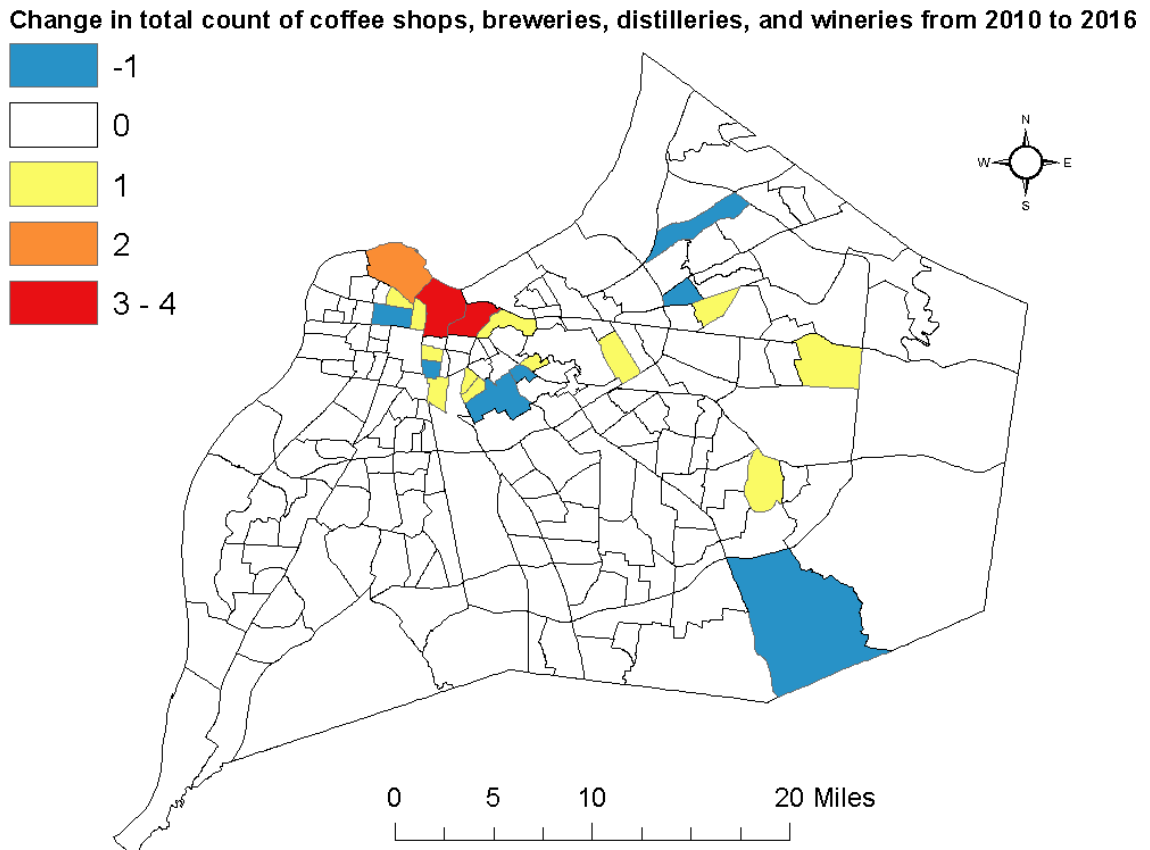 Change in total count of coffee shops, breweries, distilleries, and wineries from 2010 to 2016
-1
0
1
2
3 - 4
N
W E
S
0 5 10 20 Miles